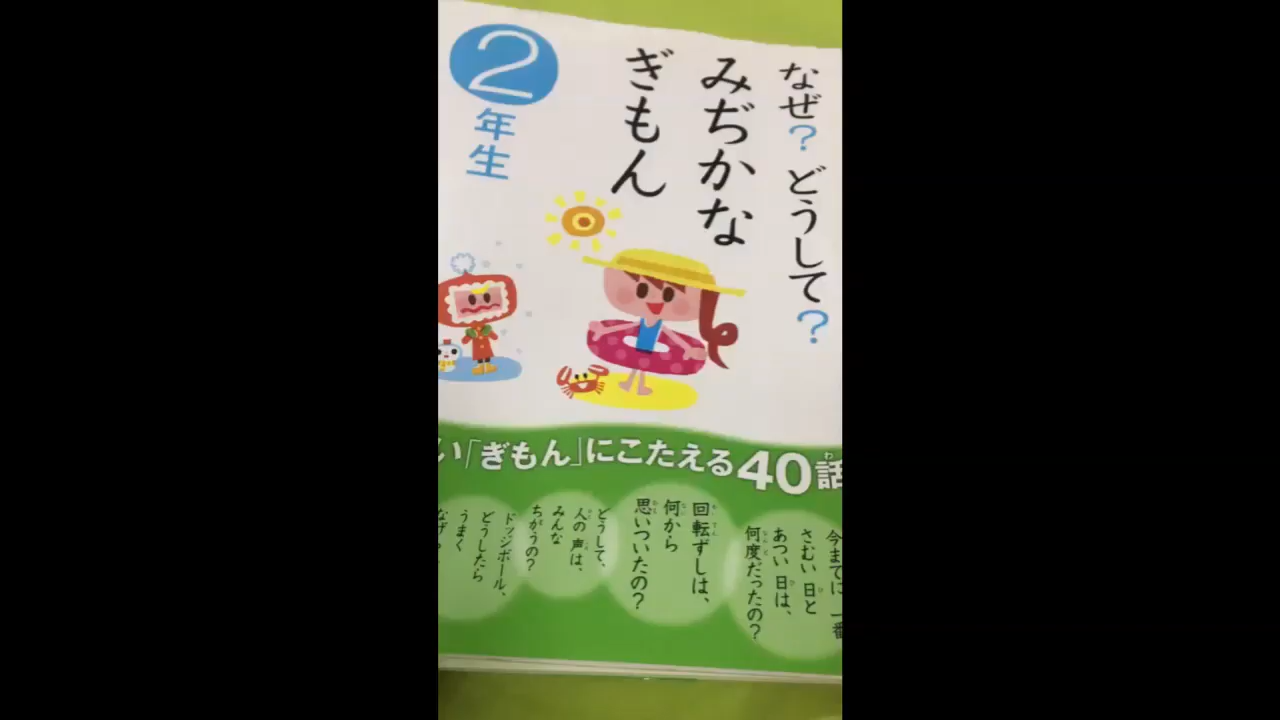 なぜ？どうして？
みぢかな
ぎもん
2年生
い「ぎもん」にこたえる40話
今までに 一番
さむい 日と
あつい 日は、
何度だったの？
回転ずしは、
何から
思いついたの？
どうして、
人の 声は、
みんな
ちがうの？
ドッジボール、
どうしたら
うまく
なげ